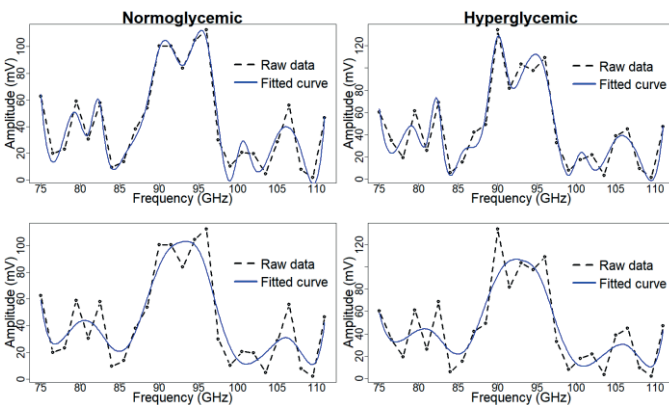 Normoglycemic
Hyperglycemic
Amplitude (mV)
0 20 40 60 80 100
Raw data
Fitted curve
75 80 85 90 95 100 105 110
Frequency (GHz)
Amplitude (mV)
0 40 80 120
Raw data
Fitted curve
75 80 85 90 95 100 105 110
Frequency (GHz)
Amplitude (mV)
0 20 40 60 80 100
Raw data
Fitted curve
75 80 85 90 95 100 105 110
Frequency (GHz)
Amplitude (mV)
0 20 40 60 80 120
Raw data
Fitted curve
75 80 85 90 95 100 105 110
Frequency (GHz)